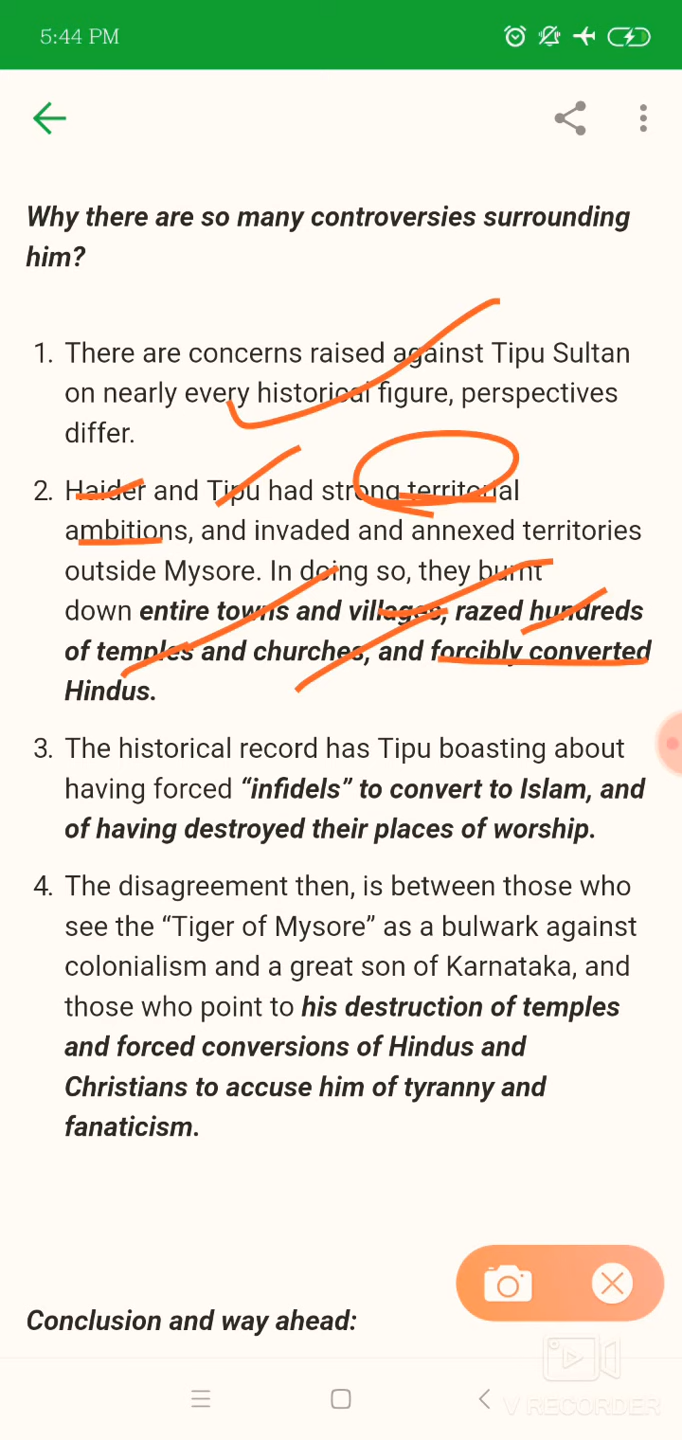 5:44 PM
Why there are so many controversies surrounding
him?
1. There are concerns raised against Tipu Sultan
on nearly every historical figure, perspectives
differ.
2. Haider and Tipu had strong territorial
ambitions, and invaded and annexed territories
outside Mysore. In doing so, they burnt
down entire towns and villages, razed hundreds
of temples and churches, and forcibly converted
Hindus.
3. The historical record has Tipu boasting about
having forced “infidels” to convert to Islam, and
of having destroyed their places of worship.
4. The disagreement then, is between those who
see the “Tiger of Mysore” as a bulwark against
colonialism and a great son of Karnataka, and
those who point to his destruction of temples
and forced conversions of Hindus and
Christians to accuse him of tyranny and
fanaticism.
Conclusion and way ahead:
V RECORDER